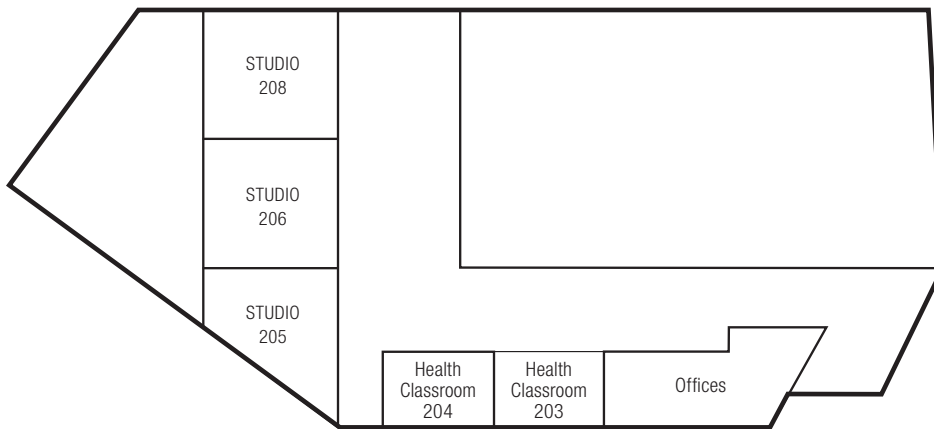 STUDIO
208
STUDIO
206
STUDIO
205
Health
Classroom
204
Health
Classroom
203
Offices